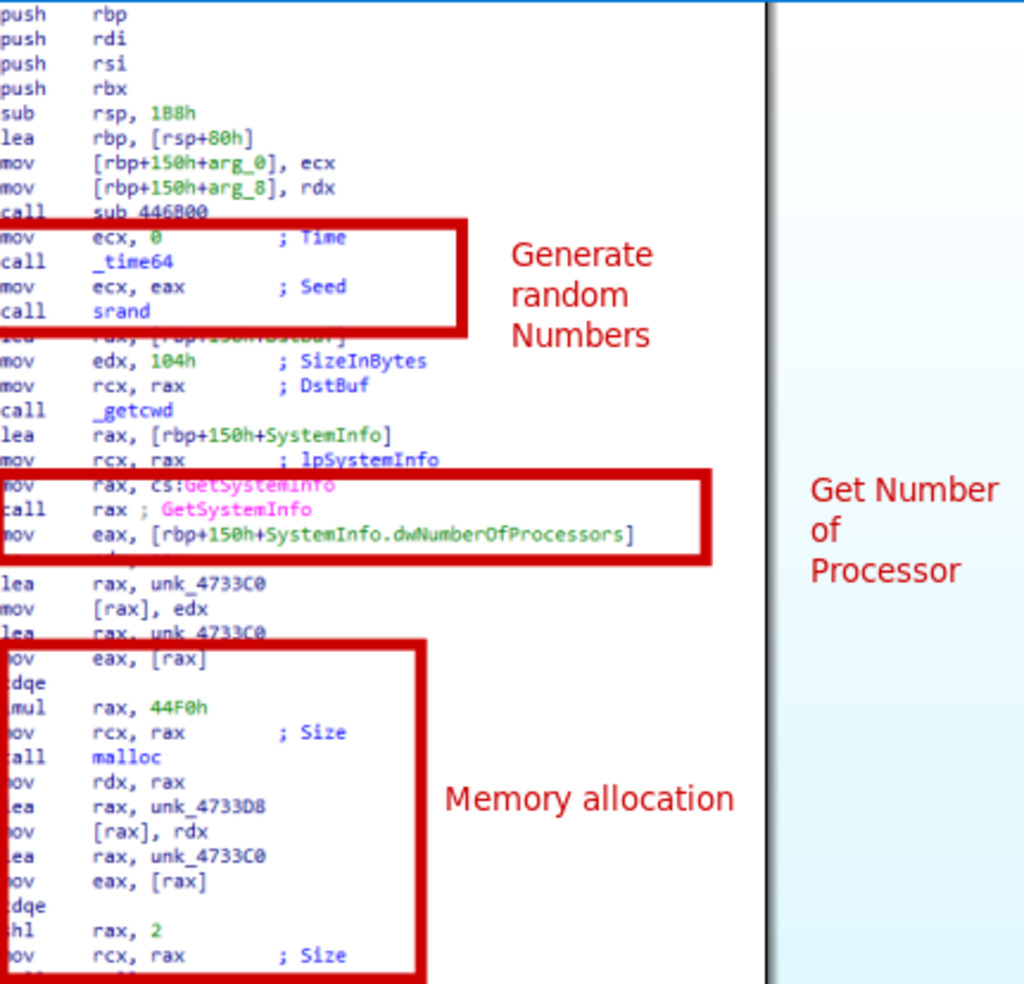 push rbp
push rdi
push rsi
push rbx
sub rsp, 1B8h
lea rbp, [rsp+80h]
mov [rbp+150h+arg_0], ecx
mov [rbp+150h+arg_8], rdx
call sub_446B00
mov ecx, 0 ; Time
call _time64
mov ecx, eax ; Seed
call srand
Generate
random
Numbers
mov edx, 104h ; SizeInBytes
mov rcx, rax ; DstBuf
call _getcwd
lea rax, [rbp+150h+SystemInfo]
mov rcx, rax ; lpSystemInfo
mov rax, cs:GetSystemInfo
call rax ; GetSystemInfo
mov eax, [rbp+150h+SystemInfo.dwNumberOfProcessors]
Get Number
of
Processor
lea rax, unk_4733C0
mov [rax], edx
lea rax, unk_4733C0
mov eax, [rax]
cdqe
imul rax, 44F0h
mov rcx, rax ; Size
call malloc
mov rdx, rax
lea rax, unk_4733D8
mov [rax], rdx
lea rax, unk_4733C0
mov eax, [rax]
cdqe
shl rax, 2
mov rcx, rax ; Size
Memory allocation